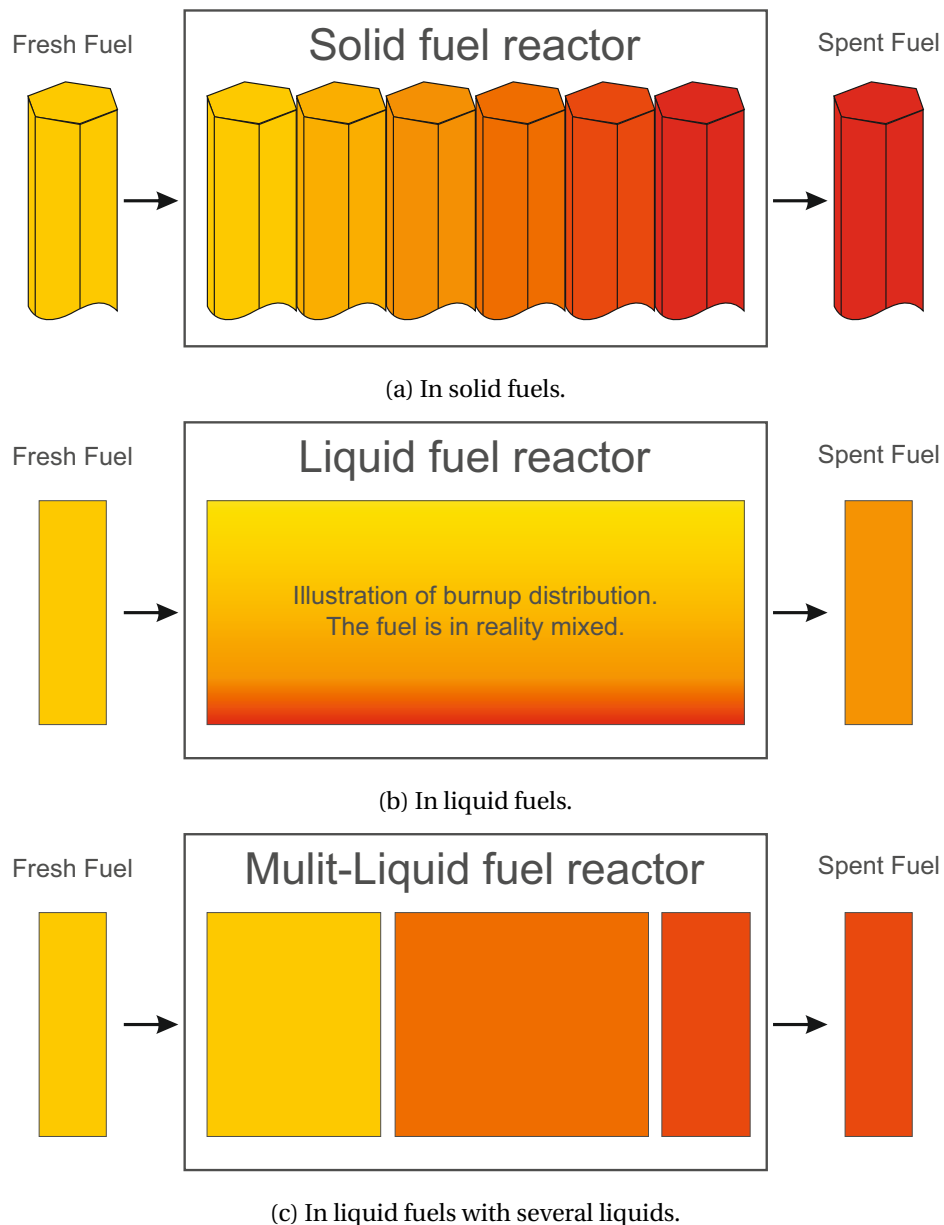 Fresh Fuel
Solid fuel reactor
Spent Fuel
(a) In solid fuels.
Fresh Fuel
Liquid fuel reactor
Spent Fuel
Illustration of burnup distribution.
The fuel is in reality mixed.
(b) In liquid fuels.
Fresh Fuel
Mulit-Liquid fuel reactor
Spent Fuel
(c) In liquid fuels with several liquids.